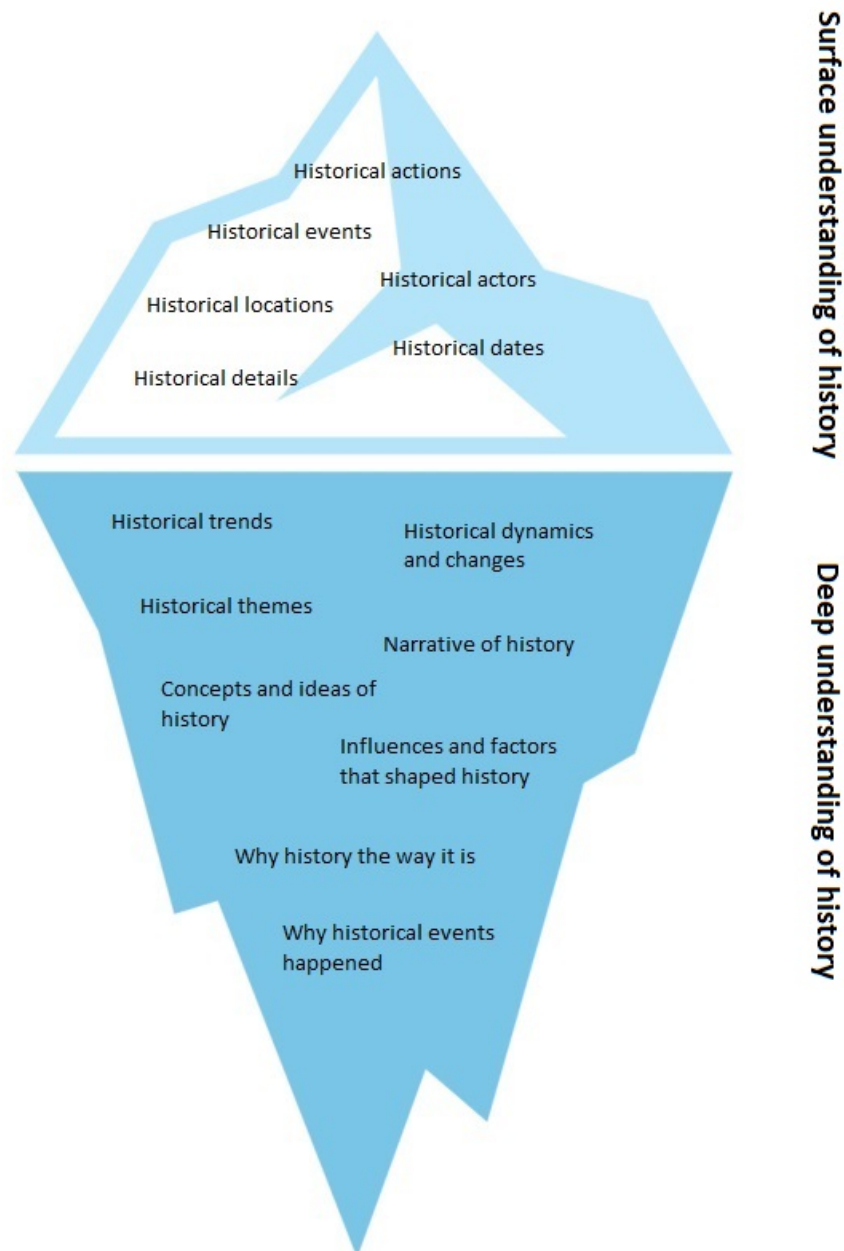 Surface understanding of history
Historical actions
Historical events
Historical actors
Historical locations
Historical dates
Historical details
Deep understanding of history
Historical trends
Historical dynamics
and changes
Historical themes
Narrative of history
Concepts and ideas of
history
Influences and factors
that shaped history
Why history the way it is
Why historical events
happened